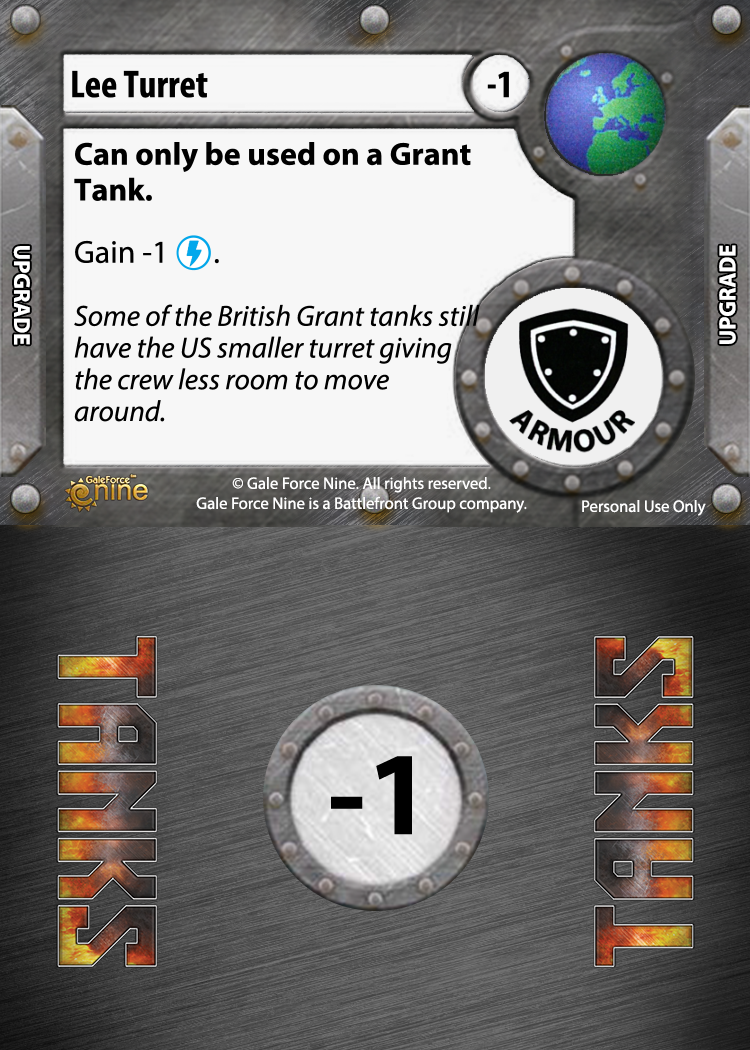 Lee Turret
-1
Can only be used on a Grant
Tank.
Gain -1 .
Some of the British Grant tanks still
have the US smaller turret giving
the crew less room to move
around.
UPGRADE
UPGRADE
ARMOUR
GaleForce™
nine
© Gale Force Nine. All rights reserved.
Gale Force Nine is a Battlefront Group company.
Personal Use Only
TANKS
-1
TANKS